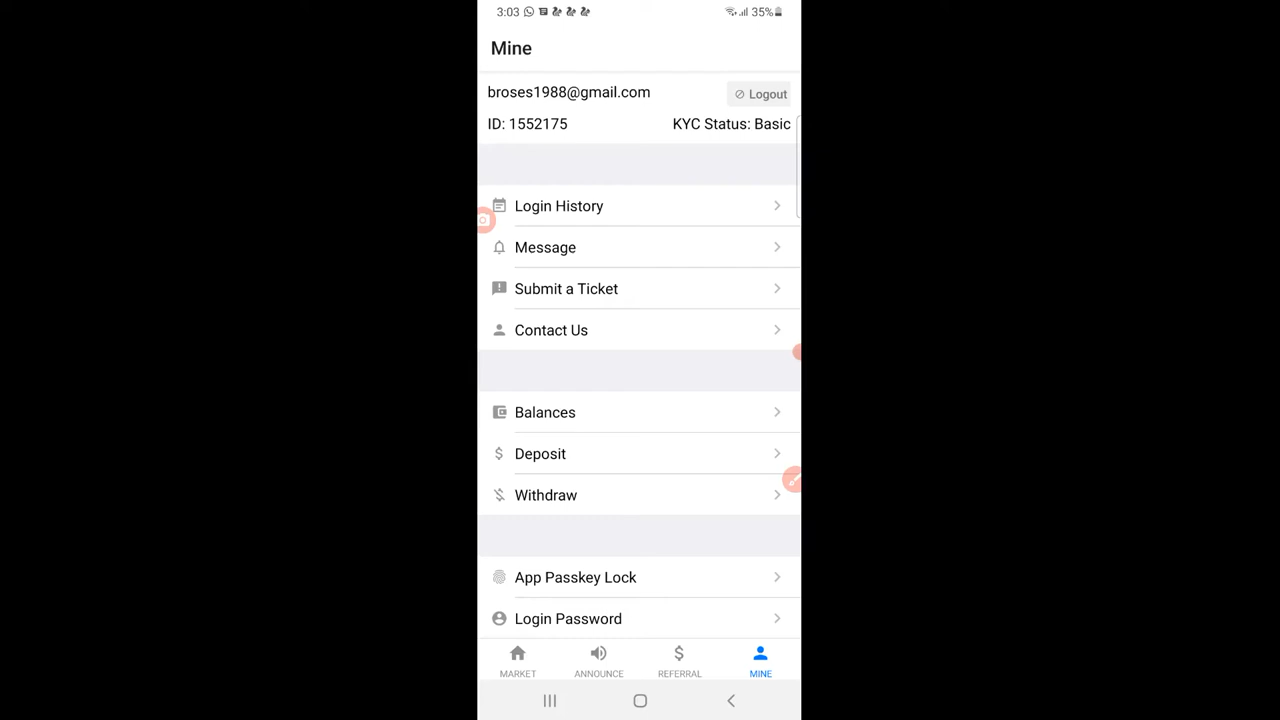 3:03 35%
Mine
broses1988@gmail.com
Logout
ID: 1552175 KYC Status: Basic
Login History
Message
Submit a Ticket
Contact Us
Balances
Deposit
Withdraw
App Passkey Lock
Login Password
MARKET ANNOUNCE REFERRAL MINE